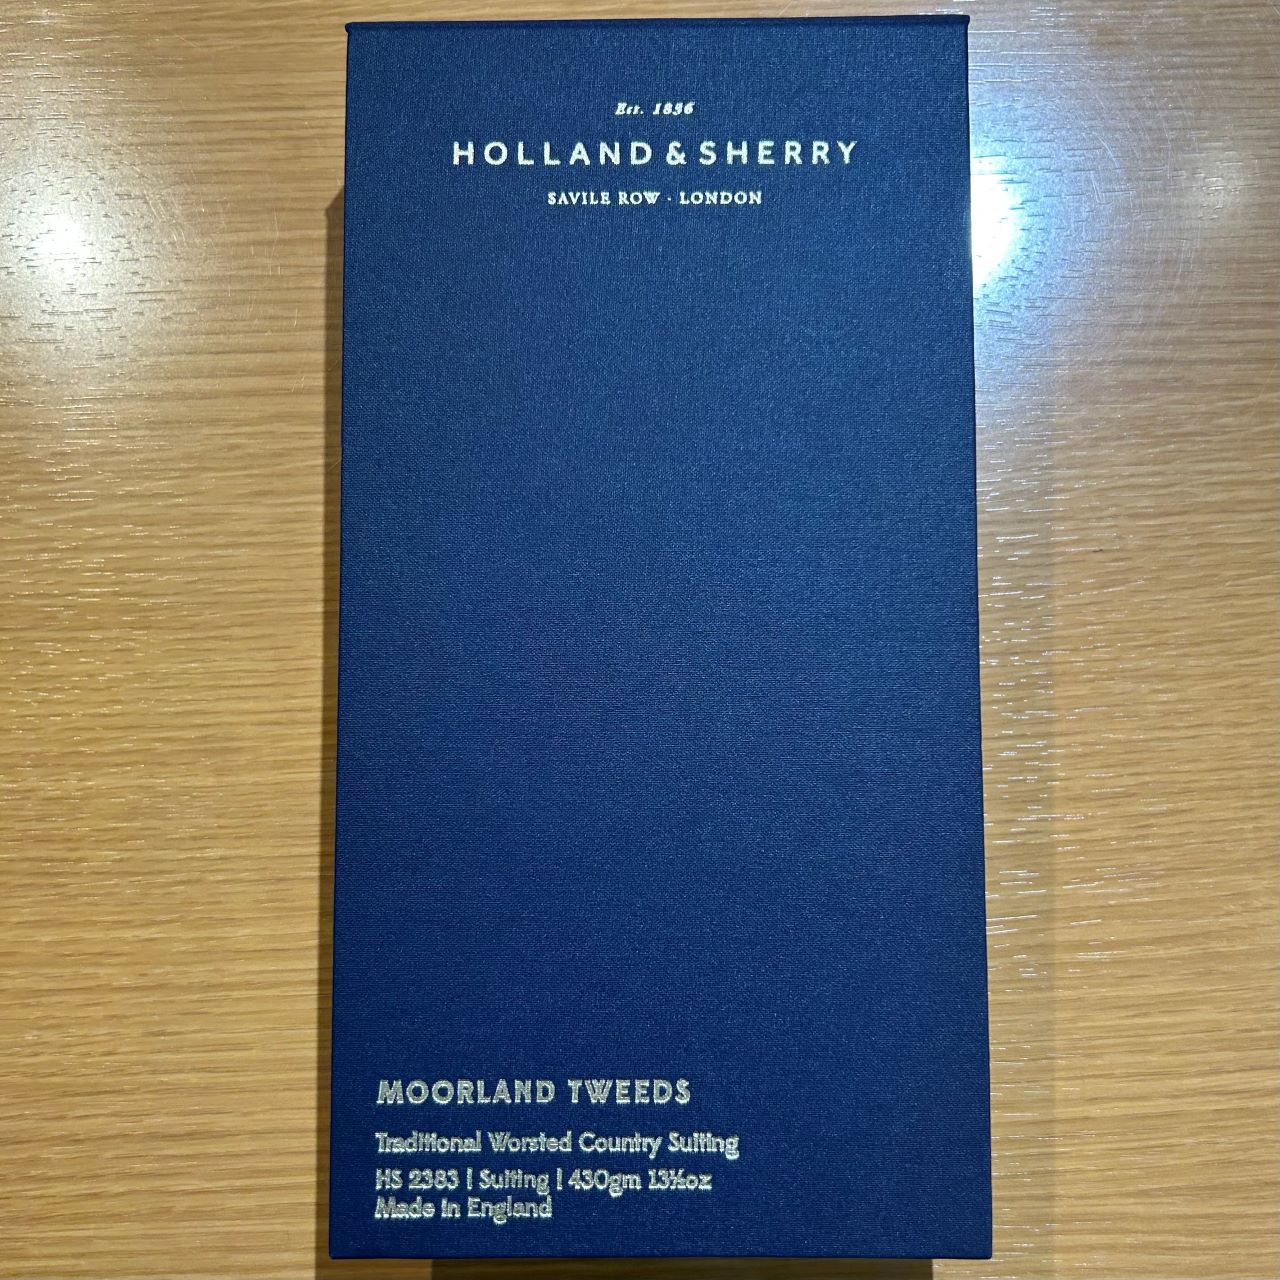 Est. 1836
HOLLAND & SHERRY
SAVILE ROW · LONDON
MOORLAND TWEEDS
Traditional Worsted Country Suiting
HS 2383 | Suiting | 430gm 13½oz
Made in England